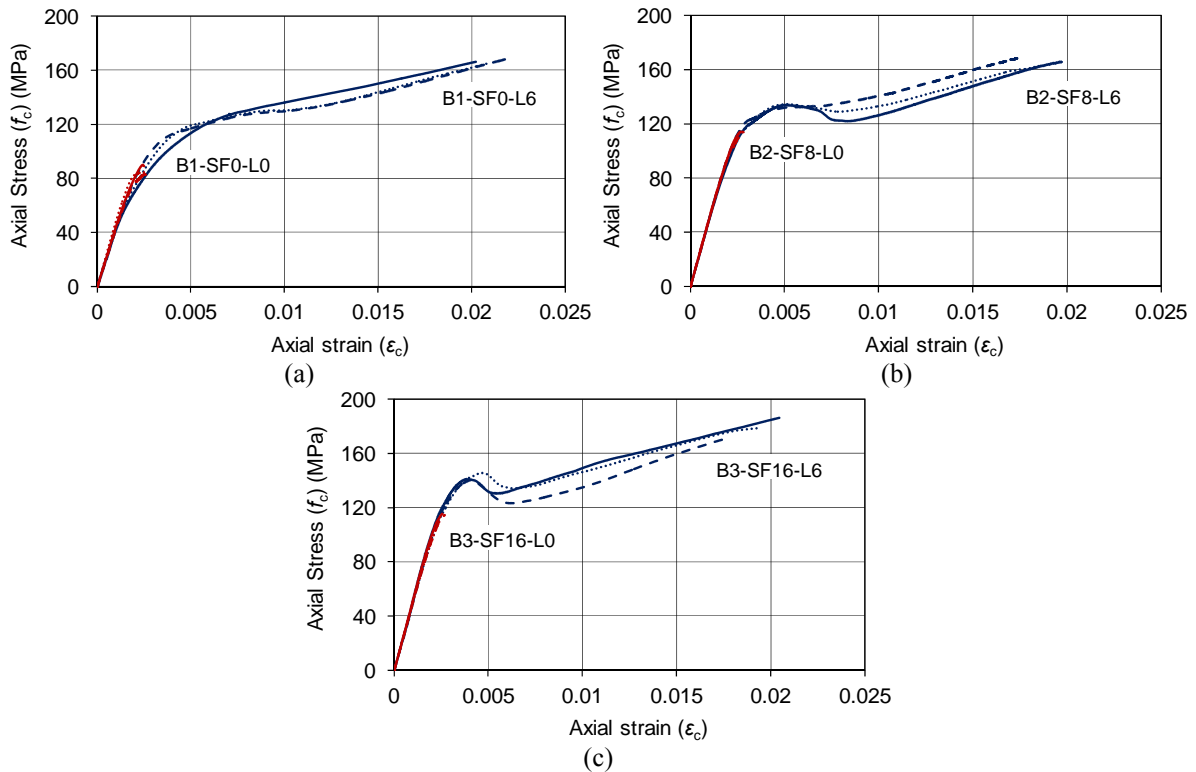 200
160
120
80
40
0
Axial Stress (fc) (MPa)
B1-SF0-L6
B1-SF0-L0
0 0.005 0.01 0.015 0.02 0.025
Axial strain (εc)
(a)
200
160
120
80
40
0
Axial Stress (fc) (MPa)
B2-SF8-L6
B2-SF8-L0
0 0.005 0.01 0.015 0.02 0.025
Axial strain (εc)
(b)
200
160
120
80
40
0
Axial Stress (fc) (MPa)
B3-SF16-L6
B3-SF16-L0
0 0.005 0.01 0.015 0.02 0.025
Axial strain (εc)
(c)